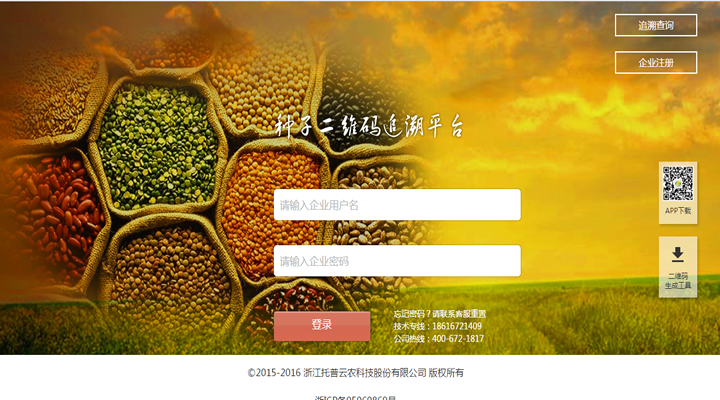 追溯查询
企业注册
种子二维码追溯平台
请输入企业用户名
APP下载
请输入企业密码
二维码
生成工具
登录
忘记密码？请联系客服重置
技术专线：18616721409
公司热线：400-672-1817
©2015-2016 浙江托普云农科技股份有限公司 版权所有